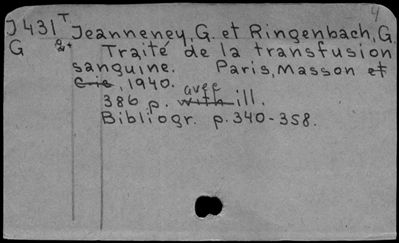 4
J431T Jeanneney, G. et Ringenbach, G.
G Traité de la transfusion
sanguine. Paris, Masson et
Cie, 1940. avec
386 p. with ill.
Bibliogr. p. 340-358.